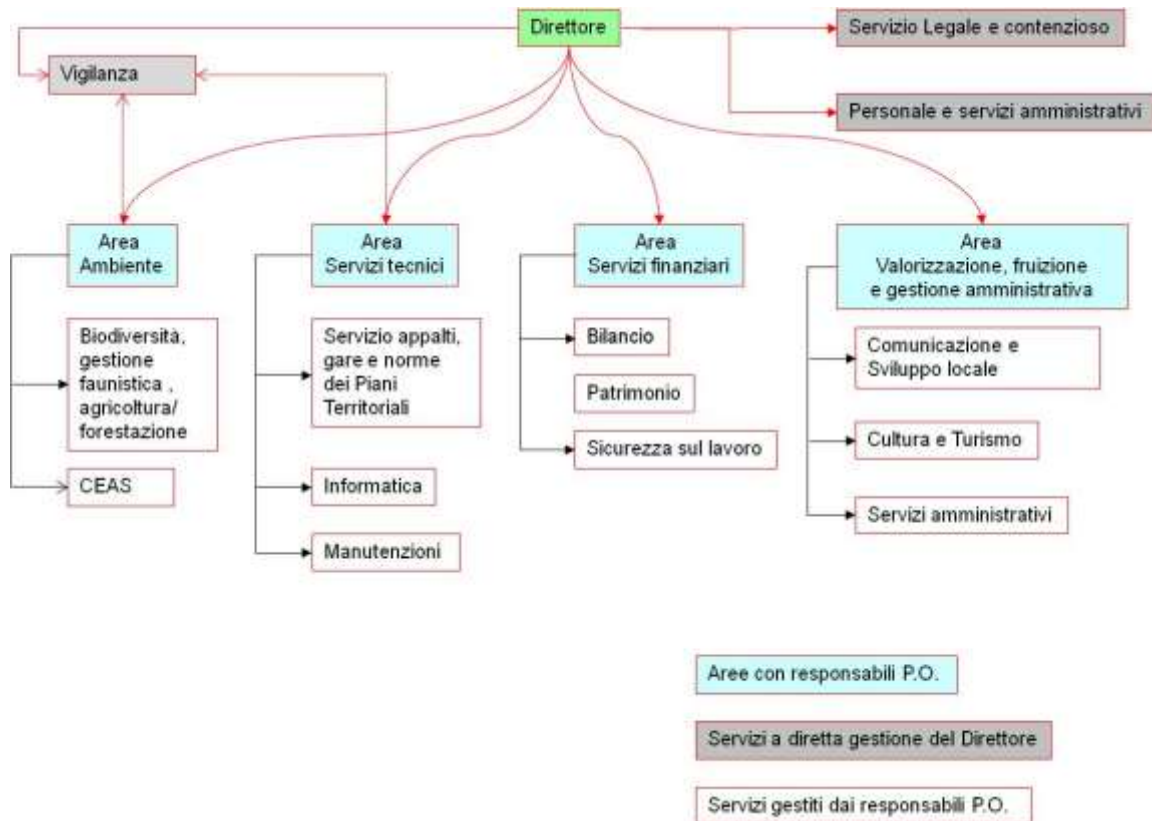 Direttore
Servizio Legale e contenzioso
Vigilanza
Personale e servizi amministrativi
Area
Ambiente
Area
Servizi tecnici
Area
Servizi finanziari
Area
Valorizzazione, fruizione
e gestione amministrativa
Biodiversità,
gestione
faunistica ,
agricoltura/
forestazione
CEAS
Servizio appalti,
gare e norme
dei Piani
Territoriali
Informatica
Manutenzioni
Bilancio
Patrimonio
Sicurezza sul lavoro
Comunicazione e
Sviluppo locale
Cultura e Turismo
Servizi amministrativi
Aree con responsabili P.O.
Servizi a diretta gestione del Direttore
Servizi gestiti dai responsabili P.O.